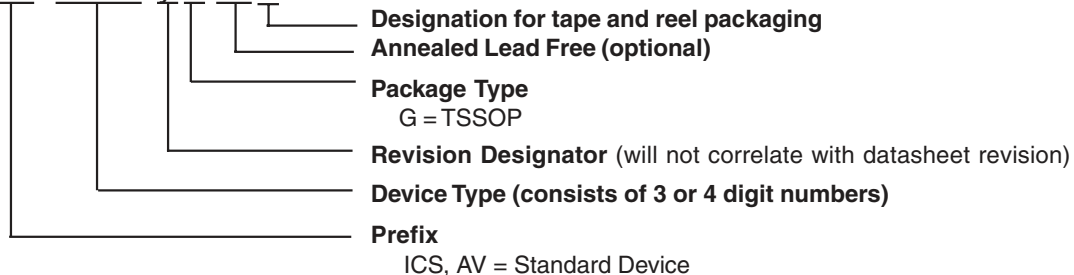 Designation for tape and reel packaging
Annealed Lead Free (optional)
Package Type
G = TSSOP
Revision Designator (will not correlate with datasheet revision)
Device Type (consists of 3 or 4 digit numbers)
Prefix
ICS, AV = Standard Device